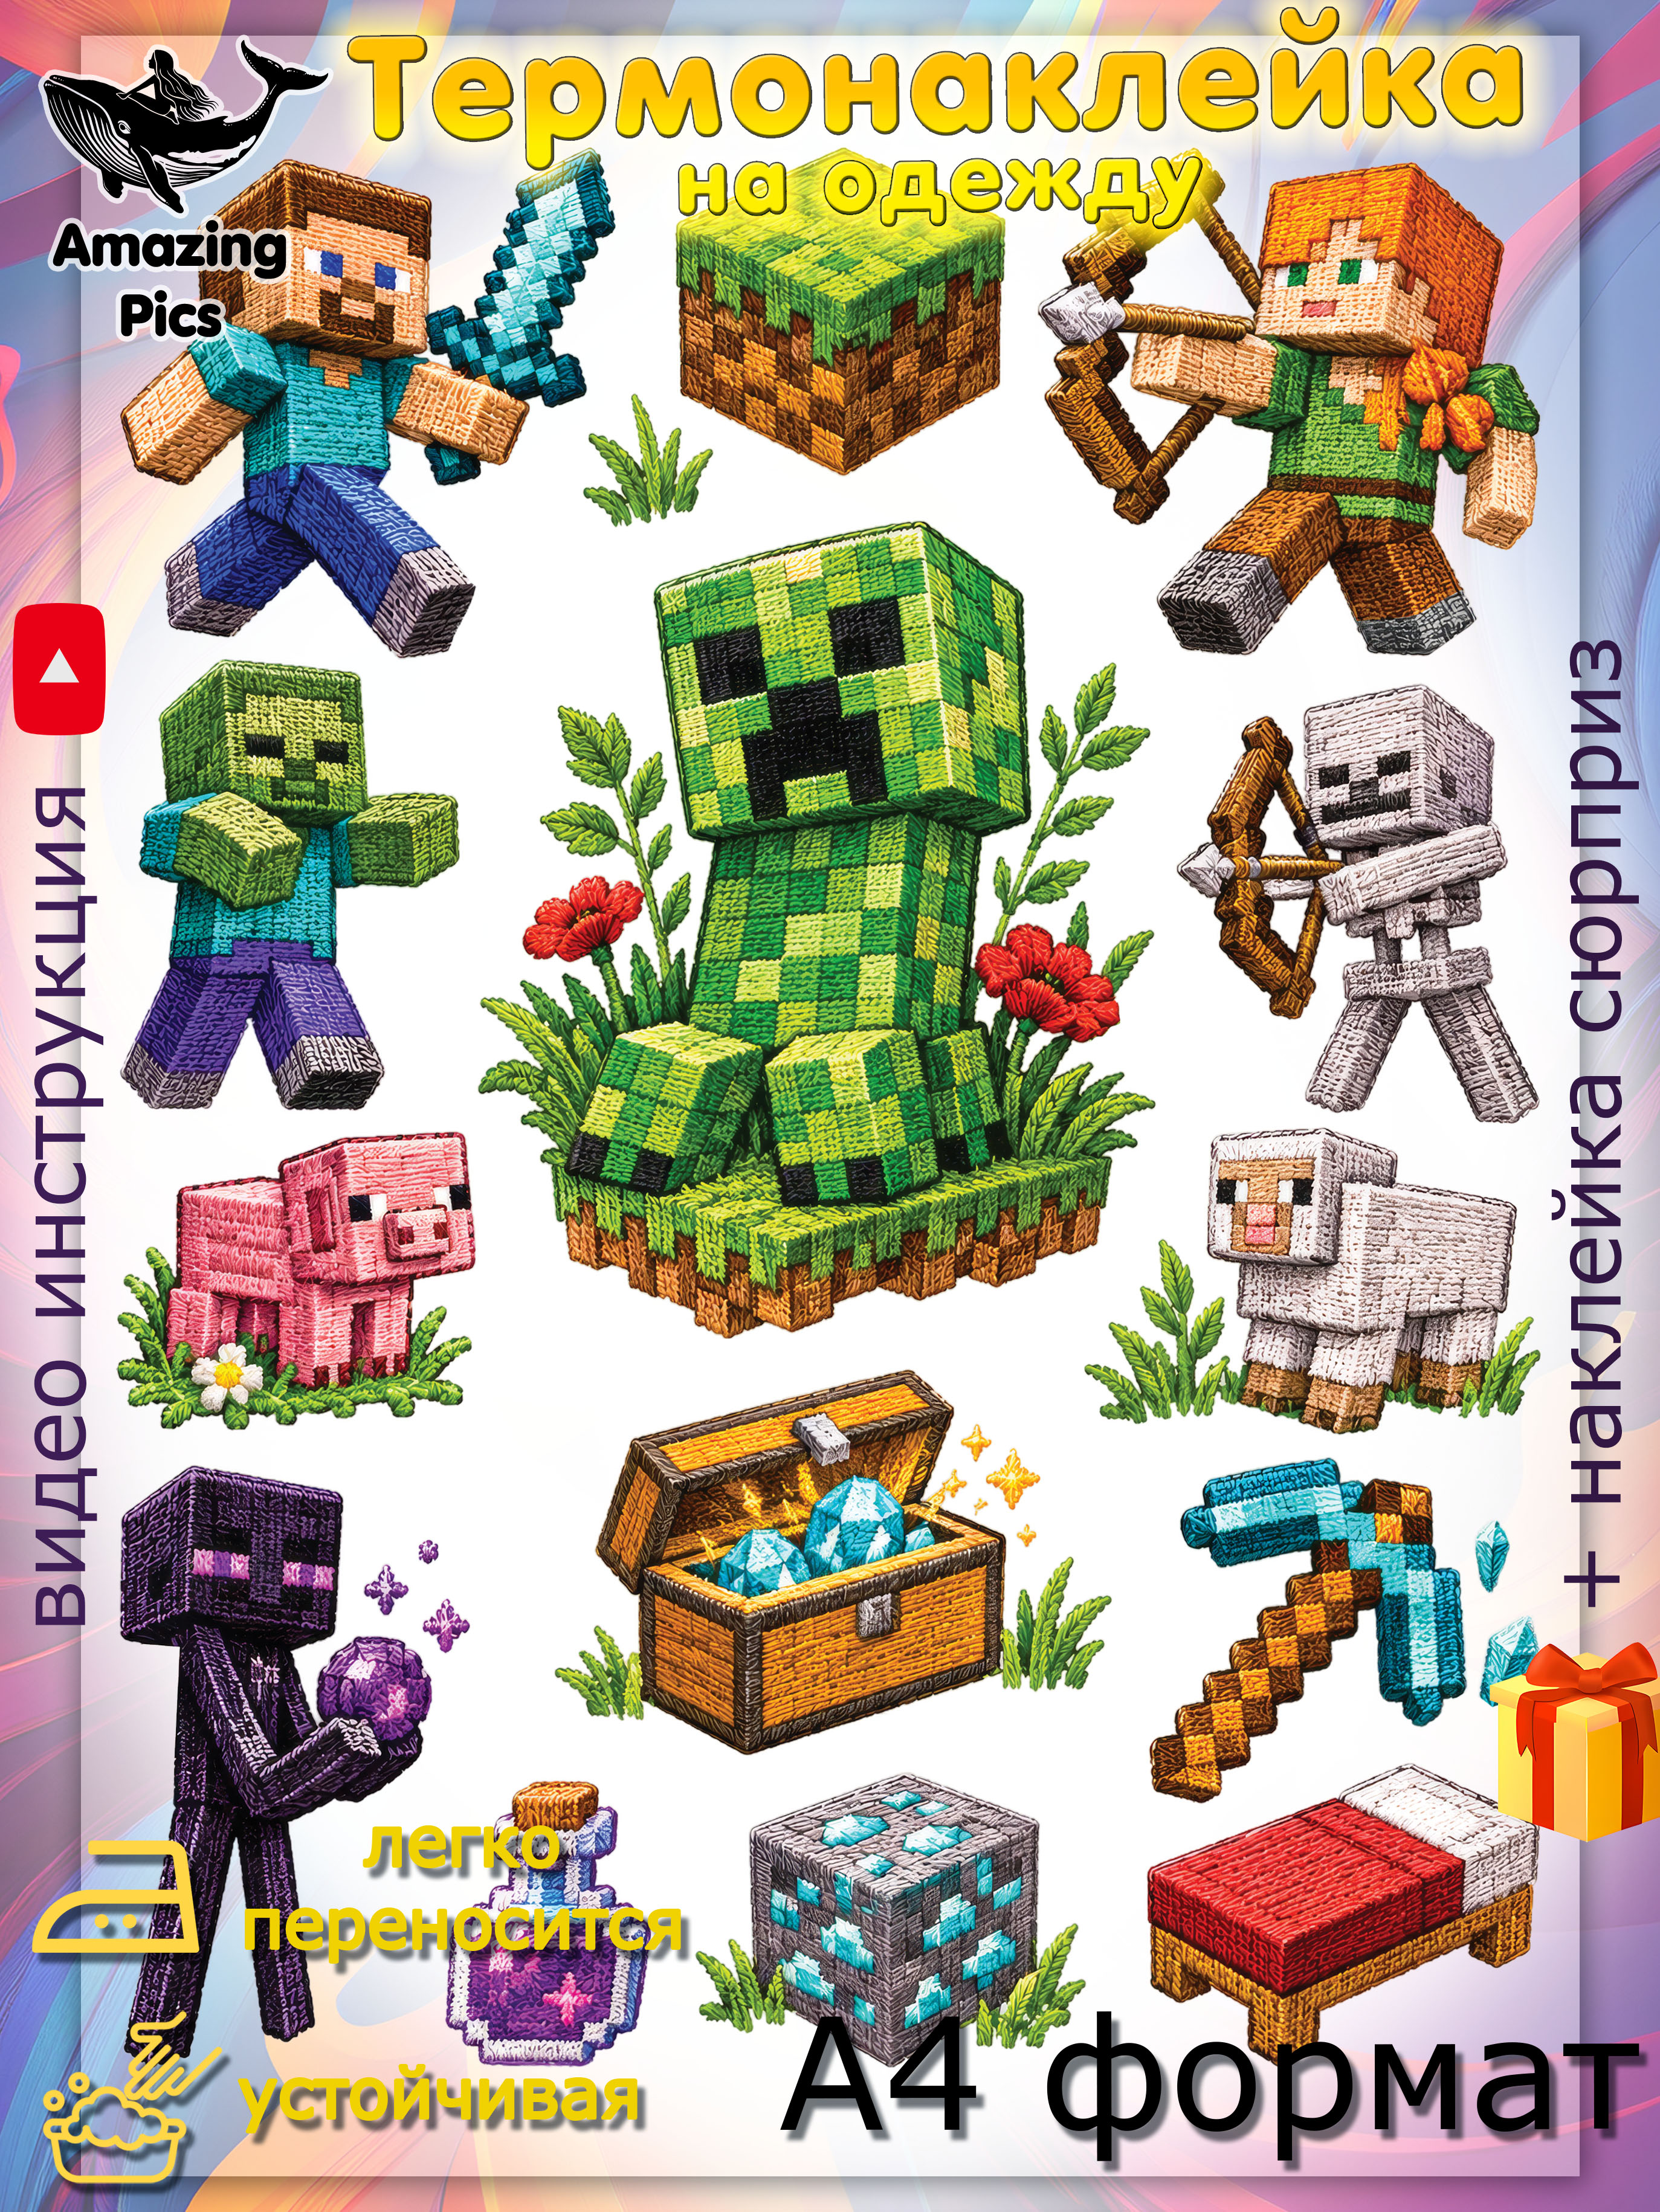 Термонаклейка
на одежду
Amazing
Pics
видео инструкция
+ наклейка сюрприз
легко
переносится
устойчивая
А4 формат